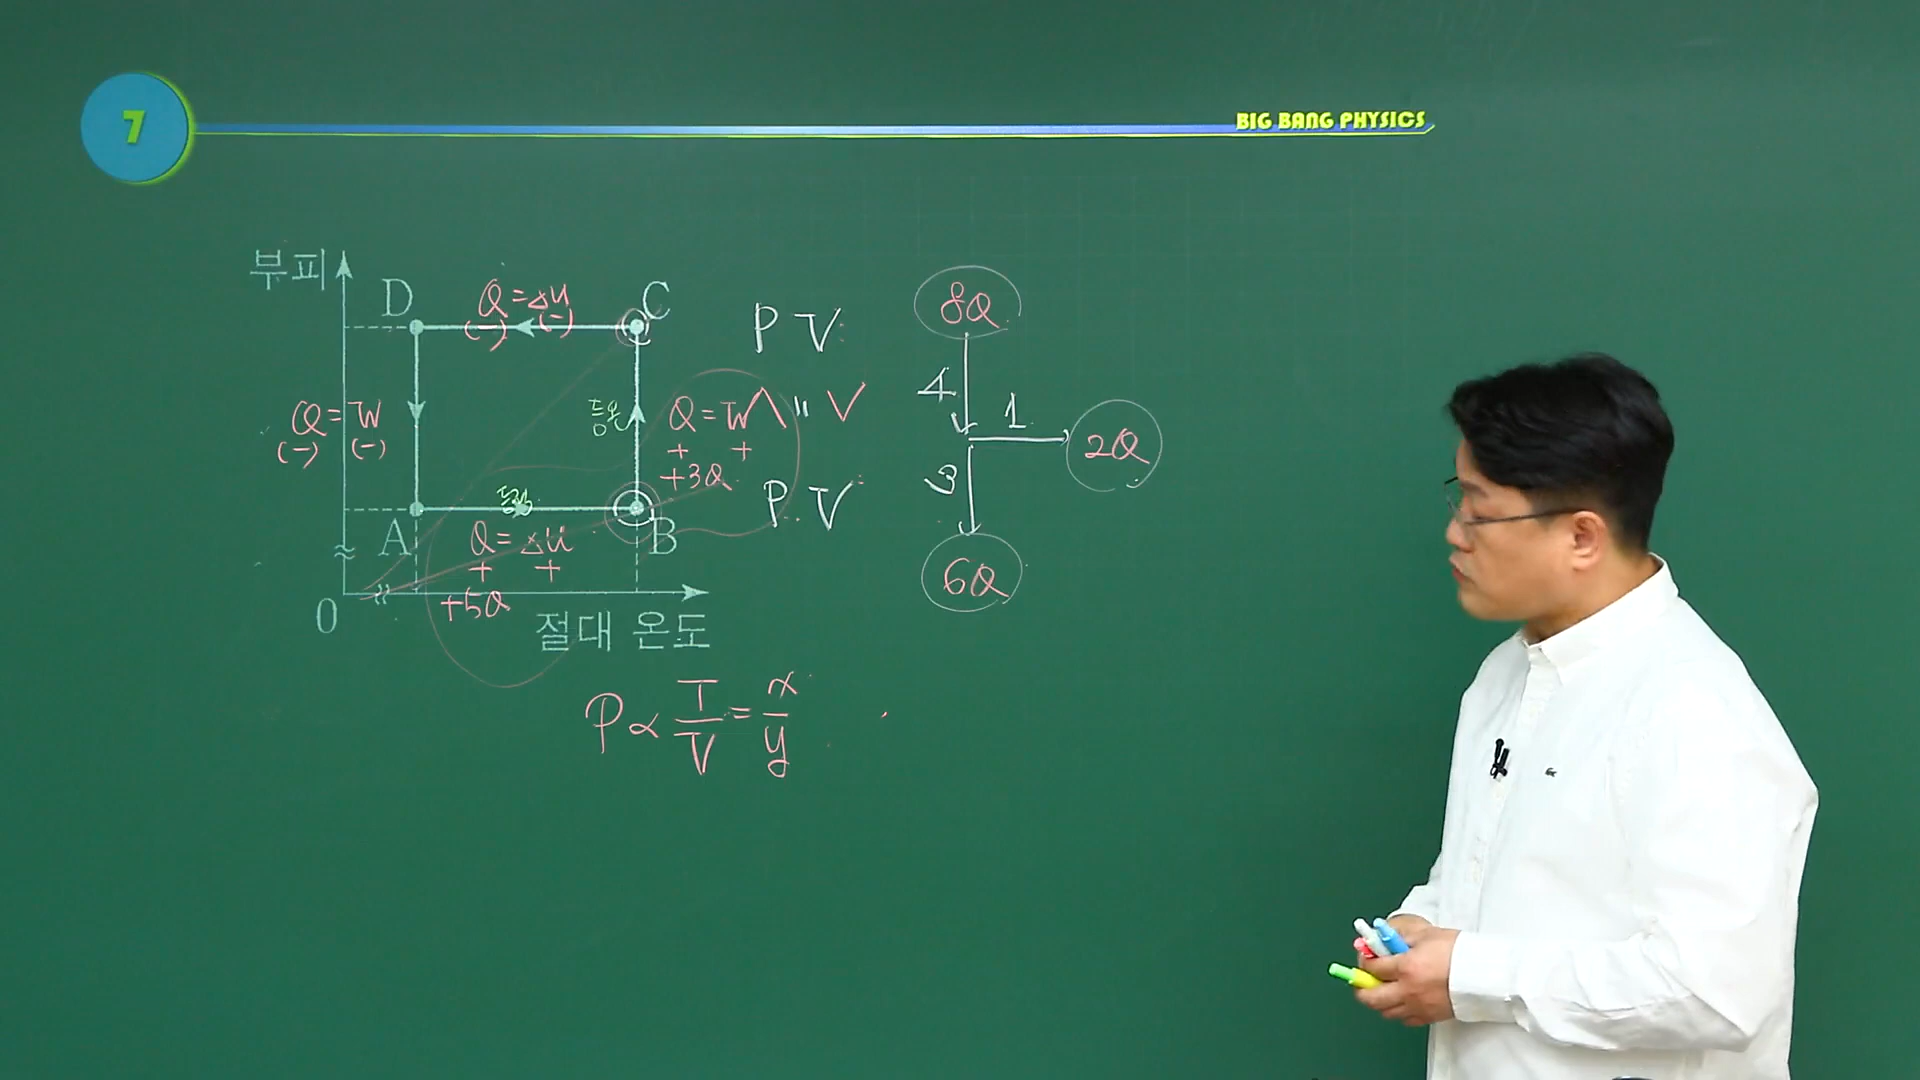 7
BIG BANG PHYSICS
부피
D
Q=ΔU
(-) (-)
C
P V
8Q
Q=W
(-) (-)
등온
Q=W
+ +
+3Q
∧ " ∨
4
1
2Q
3
P V
A
Q=ΔU
+ +
+5Q
B
6Q
0
절대 온도
P∝T/V=x/y